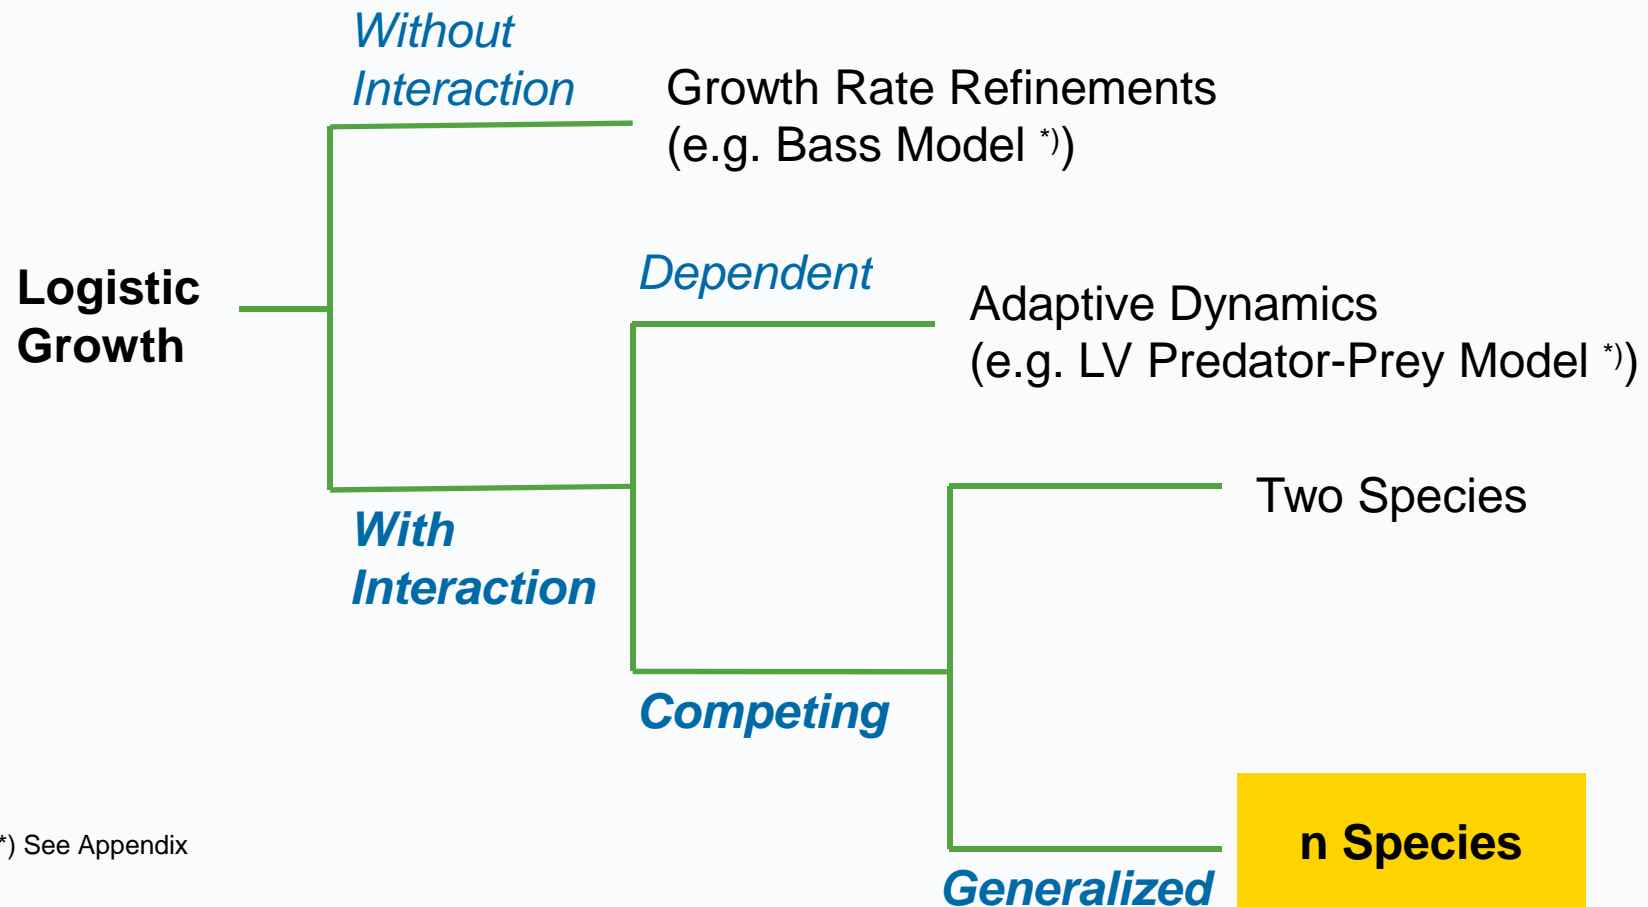 Without
Interaction
Growth Rate Refinements
(e.g. Bass Model *))
Logistic
Growth
Dependent
Adaptive Dynamics
(e.g. LV Predator-Prey Model *))
With
Interaction
Two Species
Competing
*) See Appendix
n Species
Generalized